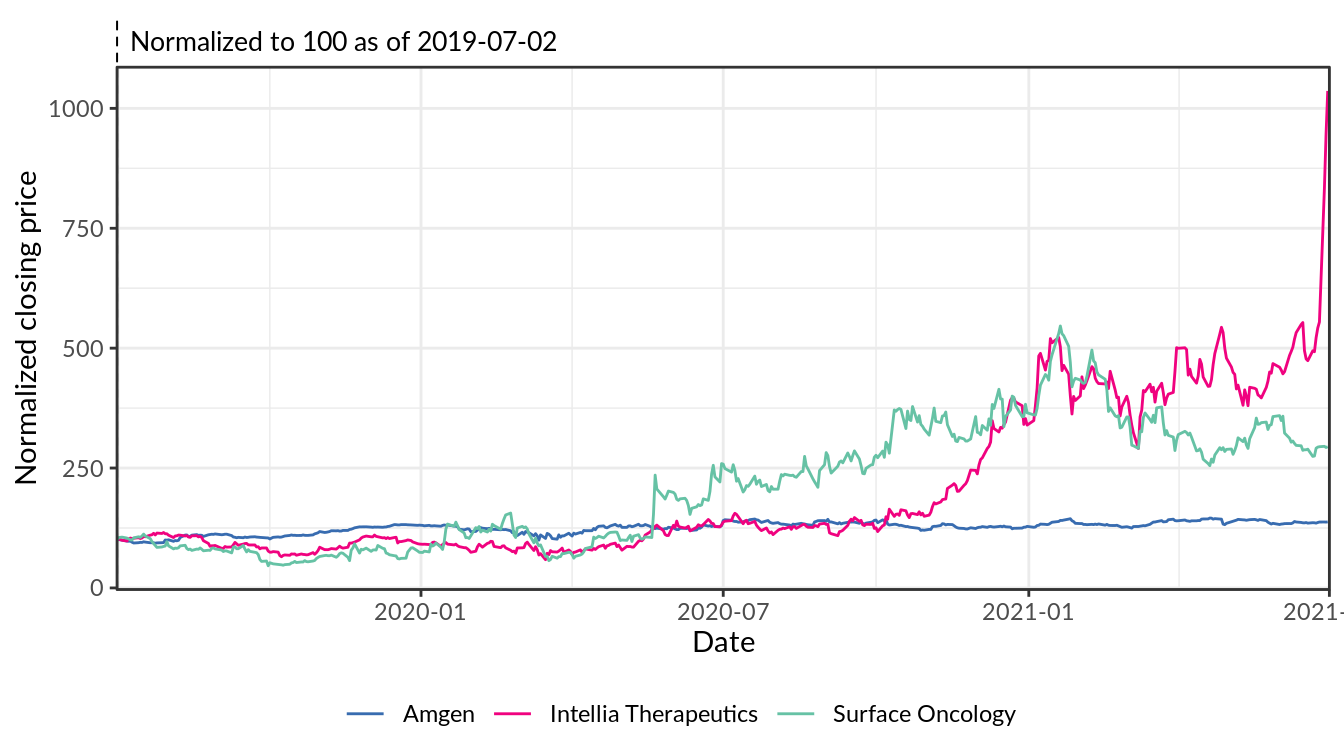 Normalized to 100 as of 2019-07-02
Normalized closing price
1000
750
500
250
0
2020-01 2020-07 2021-01 2021-
Date
Amgen Intellia Therapeutics Surface Oncology